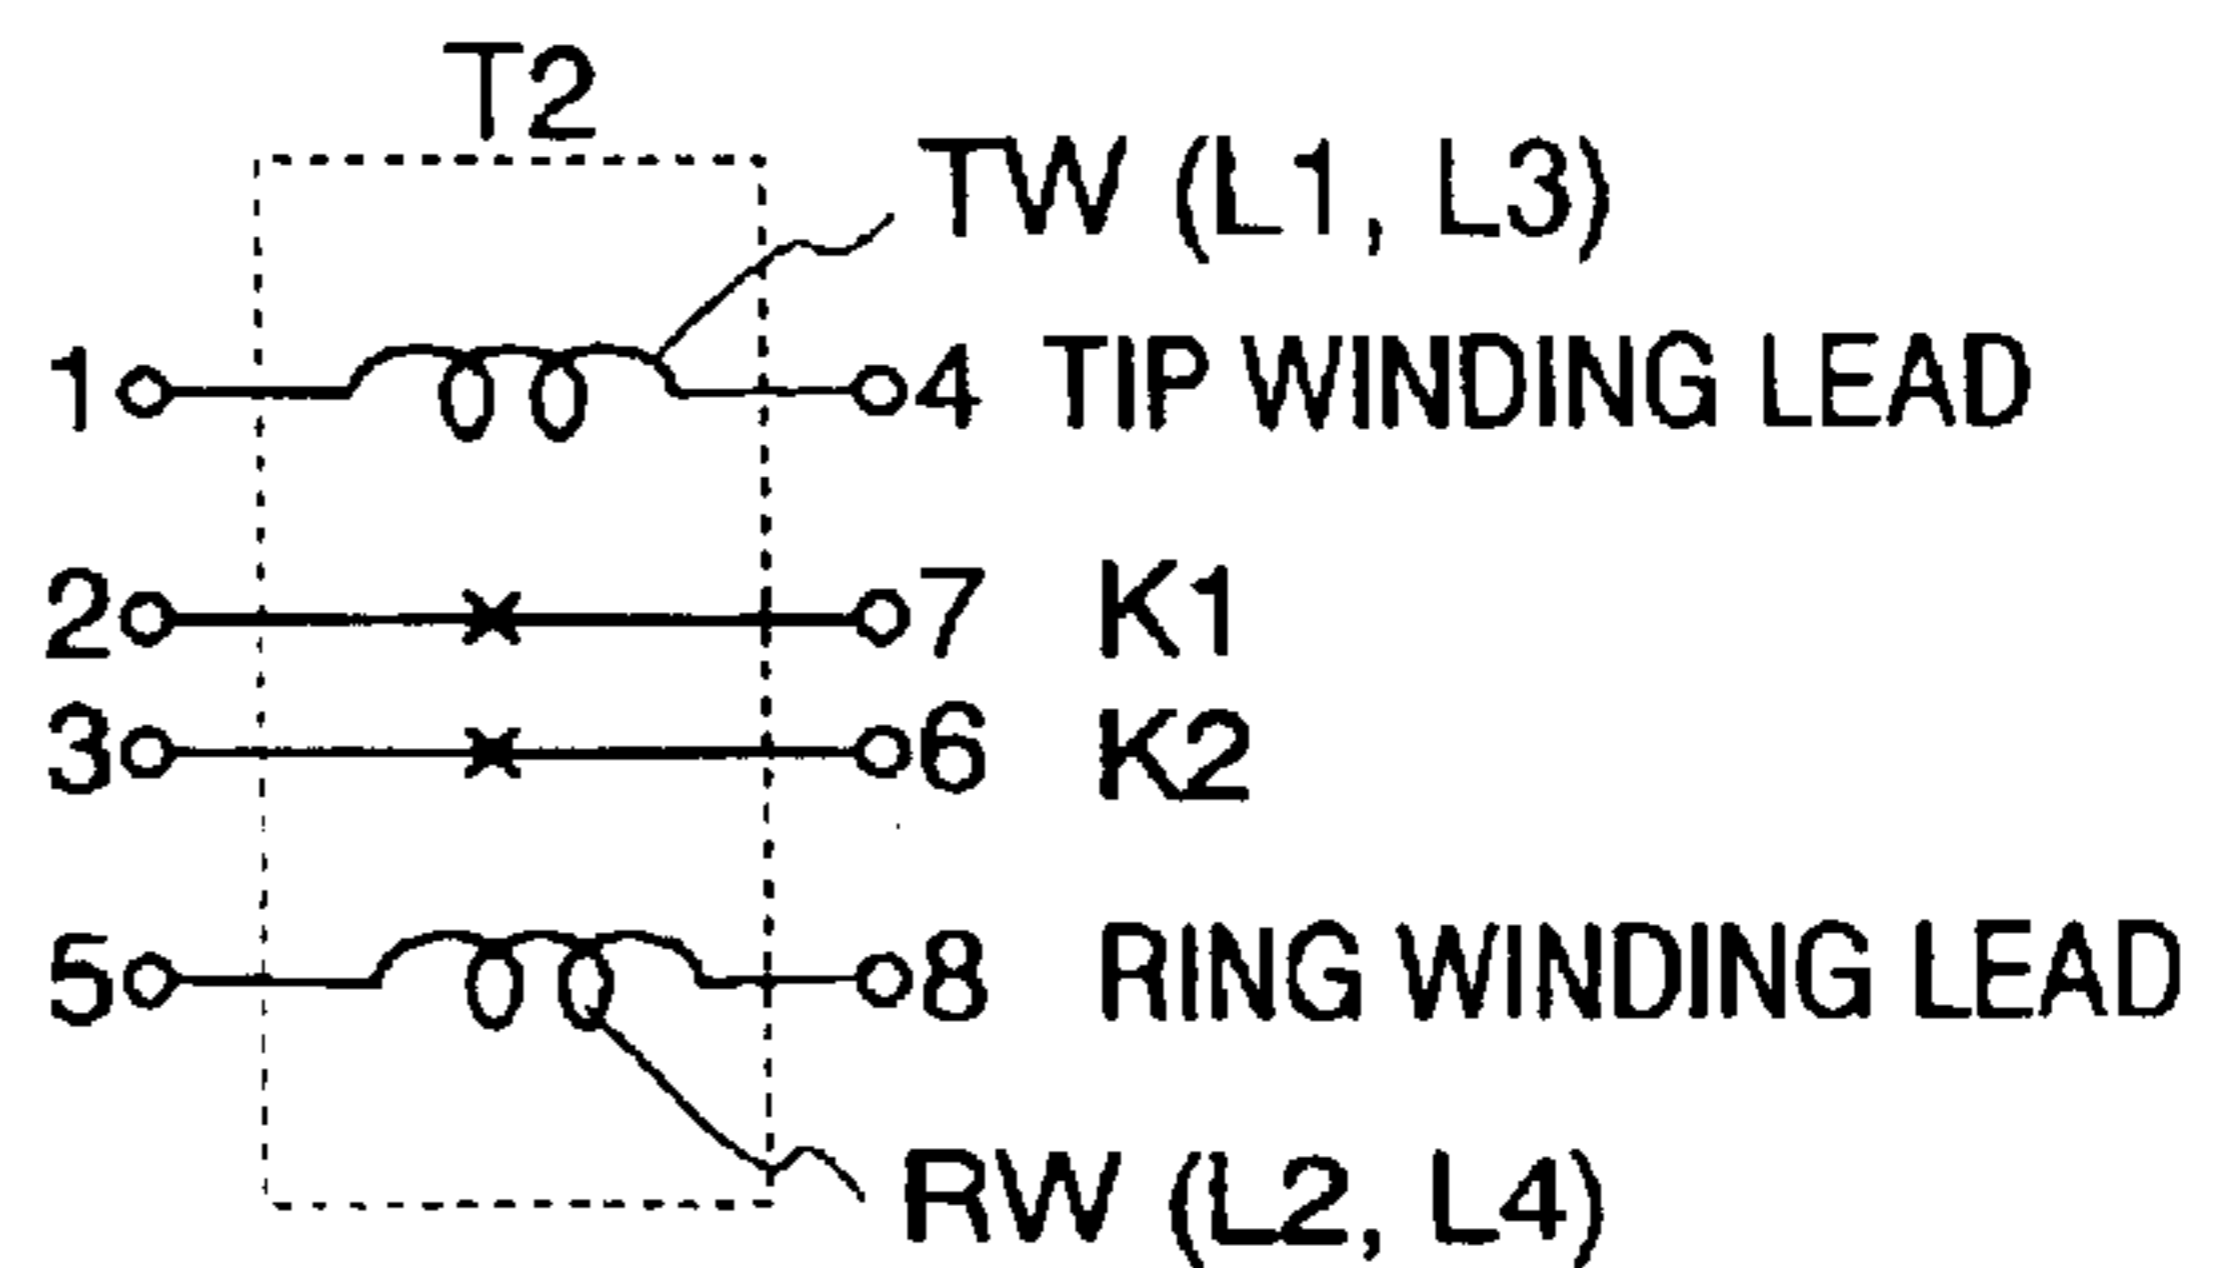 T2
TW (L1, L3)
1 4 TIP WINDING LEAD
2 7 K1
3 6 K2
5 8 RING WINDING LEAD
RW (L2, L4)